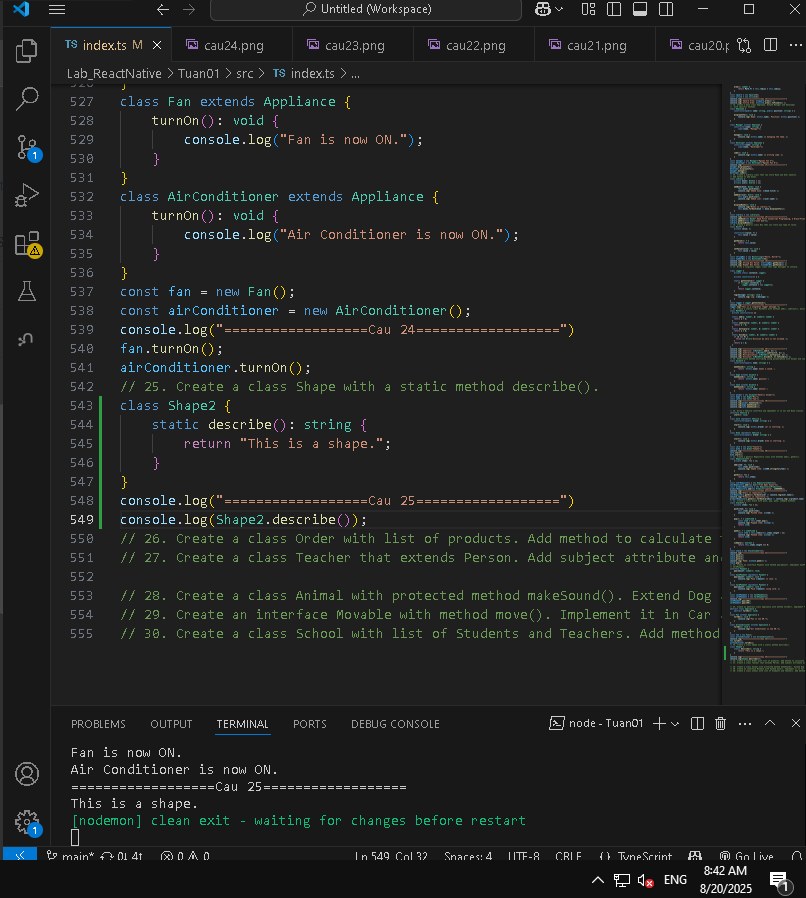 Untitled (Workspace)
TS index.ts M
cau24.png
cau23.png
cau22.png
cau21.png
cau20.p
Lab_ReactNative > Tuan01 > src > TS index.ts > ...
527 class Fan extends Appliance {
528 turnOn(): void {
529 console.log("Fan is now ON.");
530 }
531 }
532 class AirConditioner extends Appliance {
533 turnOn(): void {
534 console.log("Air Conditioner is now ON.");
535 }
536 }
537 const fan = new Fan();
538 const airConditioner = new AirConditioner();
539 console.log("==================Cau 24==================")
540 fan.turnOn();
541 airConditioner.turnOn();
542 // 25. Create a class Shape with a static method describe().
543 class Shape2 {
544 static describe(): string {
545 return "This is a shape.";
546 }
547 }
548 console.log("==================Cau 25==================")
549 console.log(Shape2.describe());
550 // 26. Create a class Order with list of products. Add method to calculate
551 // 27. Create a class Teacher that extends Person. Add subject attribute an
552
553 // 28. Create a class Animal with protected method makeSound(). Extend Dog
554 // 29. Create an interface Movable with method move(). Implement it in Car
555 // 30. Create a class School with list of Students and Teachers. Add method
PROBLEMS OUTPUT TERMINAL PORTS DEBUG CONSOLE node - Tuan01
Fan is now ON.
Air Conditioner is now ON.
==================Cau 25==================
This is a shape.
[nodemon] clean exit - waiting for changes before restart
main* 0↓ 4↑ 0 0 Ln 549, Col 32 Spaces: 4 UTF-8 CRLF {} TypeScript Go Live
ENG
8:42 AM
8/20/2025
1